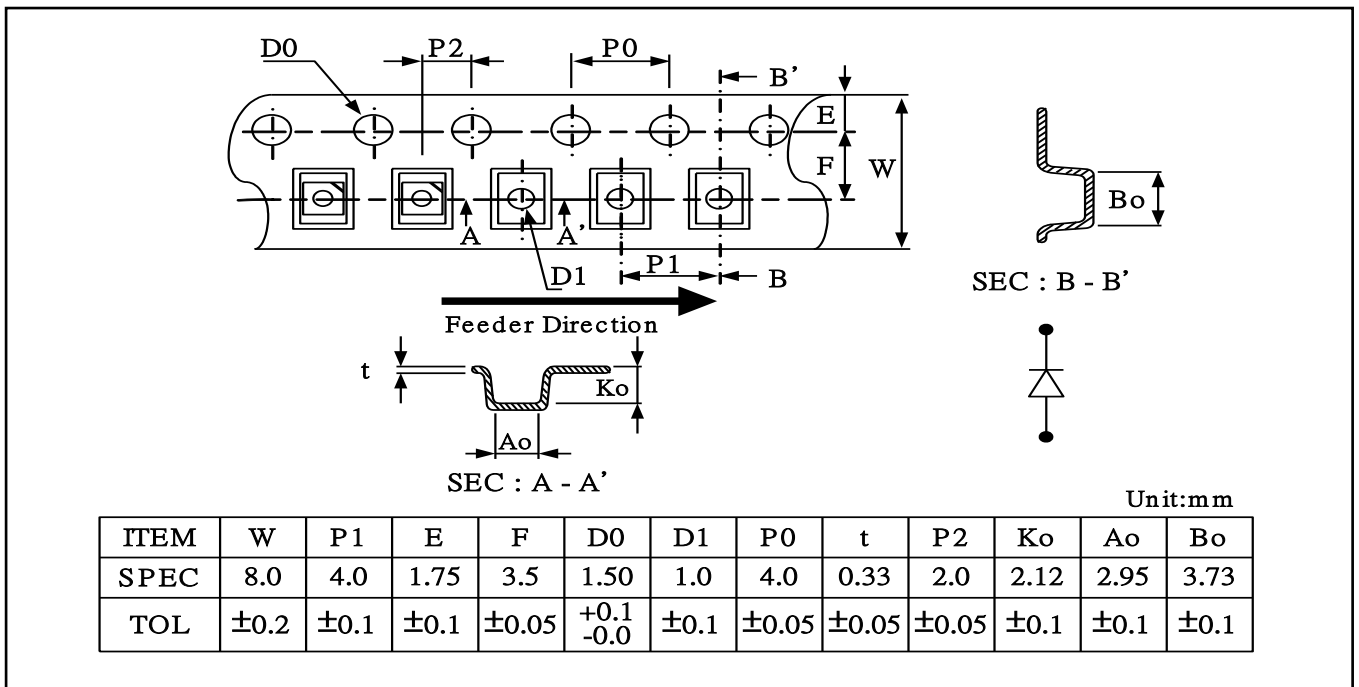 D0 P2 P0 B’
E
F W
A A’
D1 P1 B
Feeder Direction
Bo
SEC : B - B’
t Ko
Ao
SEC : A - A’
Unit:mm
ITEM W P1 E F D0 D1 P0 t P2 Ko Ao Bo
SPEC 8.0 4.0 1.75 3.5 1.50 1.0 4.0 0.33 2.0 2.12 2.95 3.73
TOL ±0.2 ±0.1 ±0.1 ±0.05 +0.1 -0.0 ±0.1 ±0.05 ±0.05 ±0.05 ±0.1 ±0.1 ±0.1